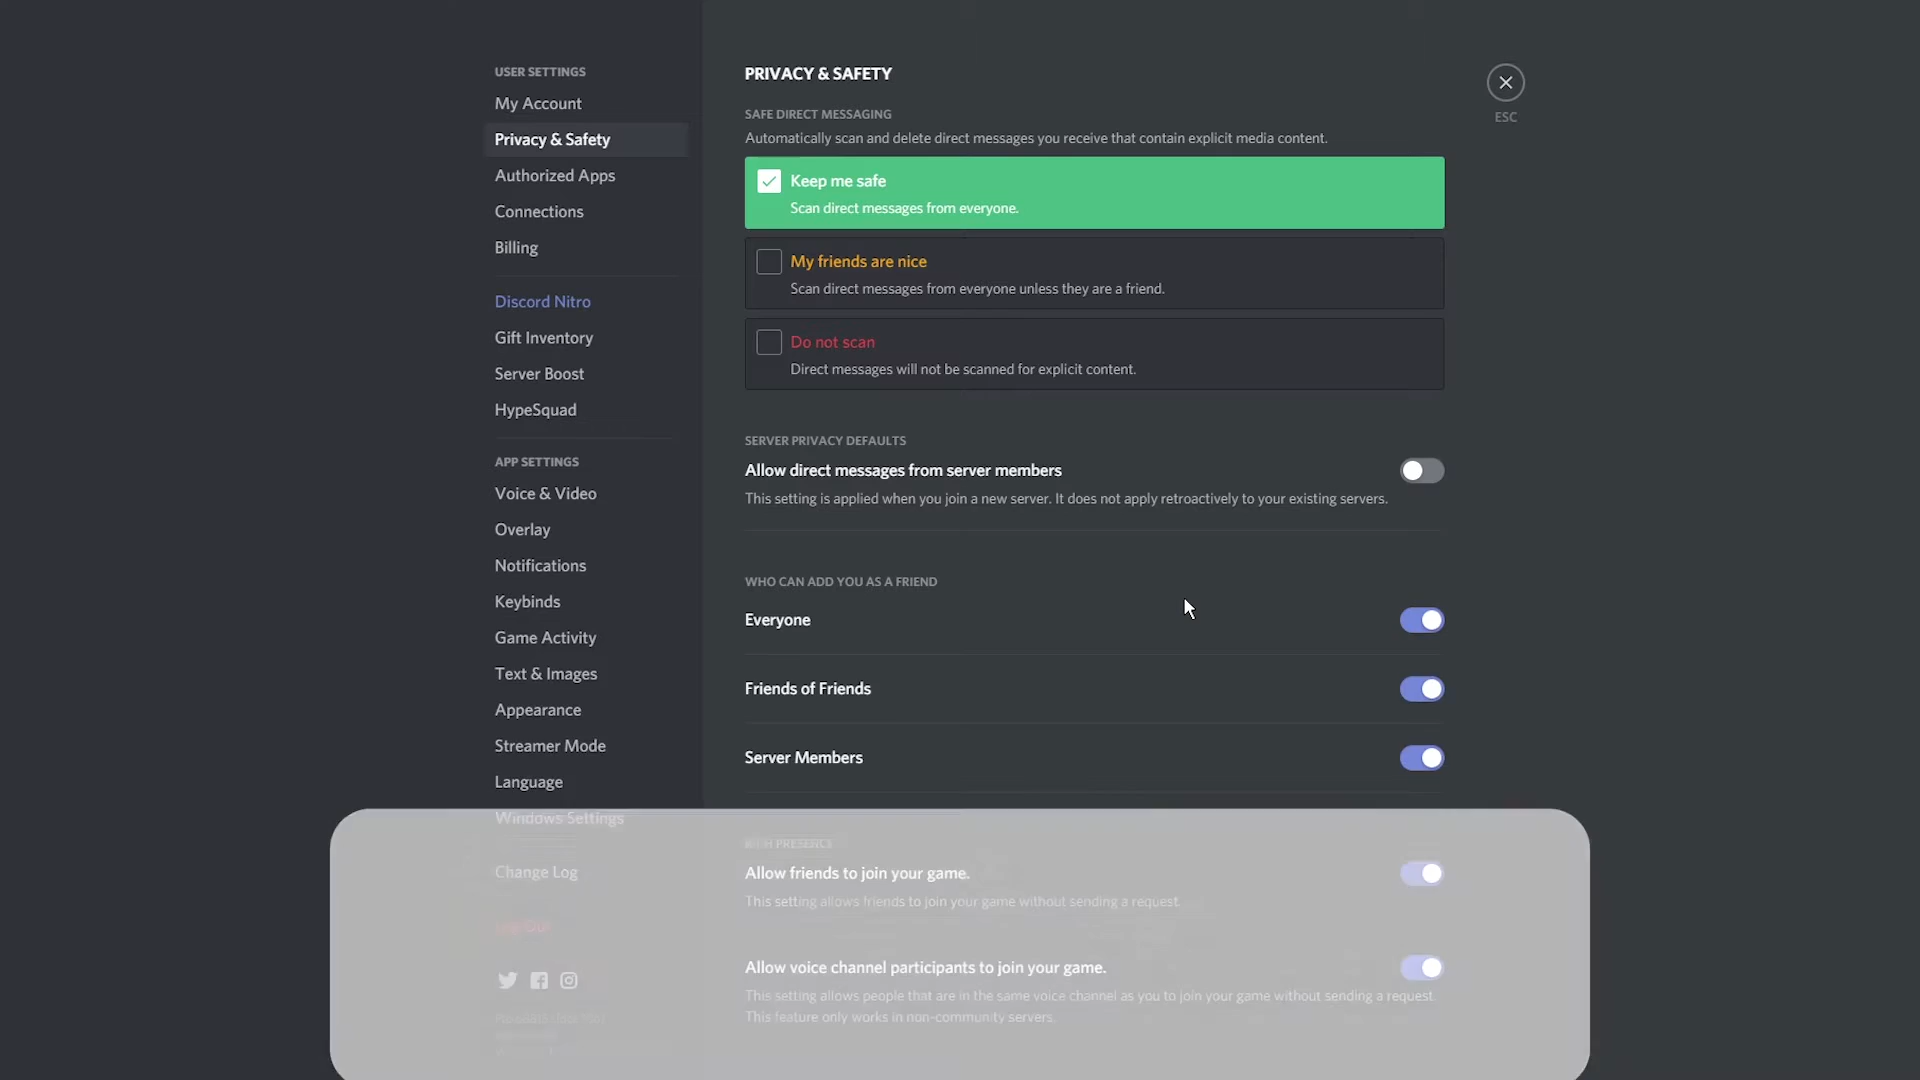 USER SETTINGS
My Account
Privacy & Safety
Authorized Apps
Connections
Billing
Discord Nitro
Gift Inventory
Server Boost
HypeSquad
APP SETTINGS
Voice & Video
Overlay
Notifications
Keybinds
Game Activity
Text & Images
Appearance
Streamer Mode
Language
Windows Settings
Change Log
Log Out
PRIVACY & SAFETY
SAFE DIRECT MESSAGING
Automatically scan and delete direct messages you receive that contain explicit media content.
Keep me safe
Scan direct messages from everyone.
My friends are nice
Scan direct messages from everyone unless they are a friend.
Do not scan
Direct messages will not be scanned for explicit content.
SERVER PRIVACY DEFAULTS
Allow direct messages from server members
This setting is applied when you join a new server. It does not apply retroactively to your existing servers.
WHO CAN ADD YOU AS A FRIEND
Everyone
Friends of Friends
Server Members
RICH PRESENCE
Allow friends to join your game.
This setting allows friends to join your game without sending a request.
Allow voice channel participants to join your game.
This setting allows people that are in the same voice channel as you to join your game without sending a request.
This feature only works in non-community servers.
ESC